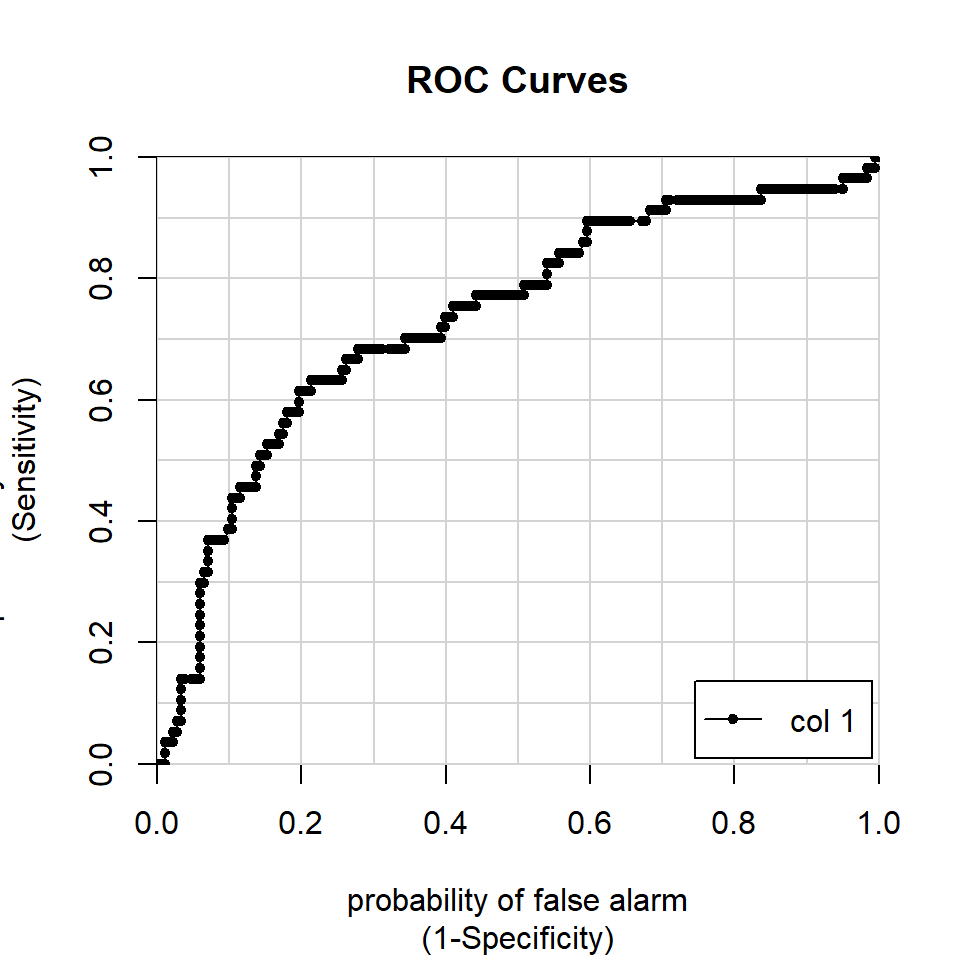 ROC Curves
(Sensitivity)
1.0
0.8
0.6
0.4
0.2
0.0
col 1
0.0 0.2 0.4 0.6 0.8 1.0
probability of false alarm
(1-Specificity)